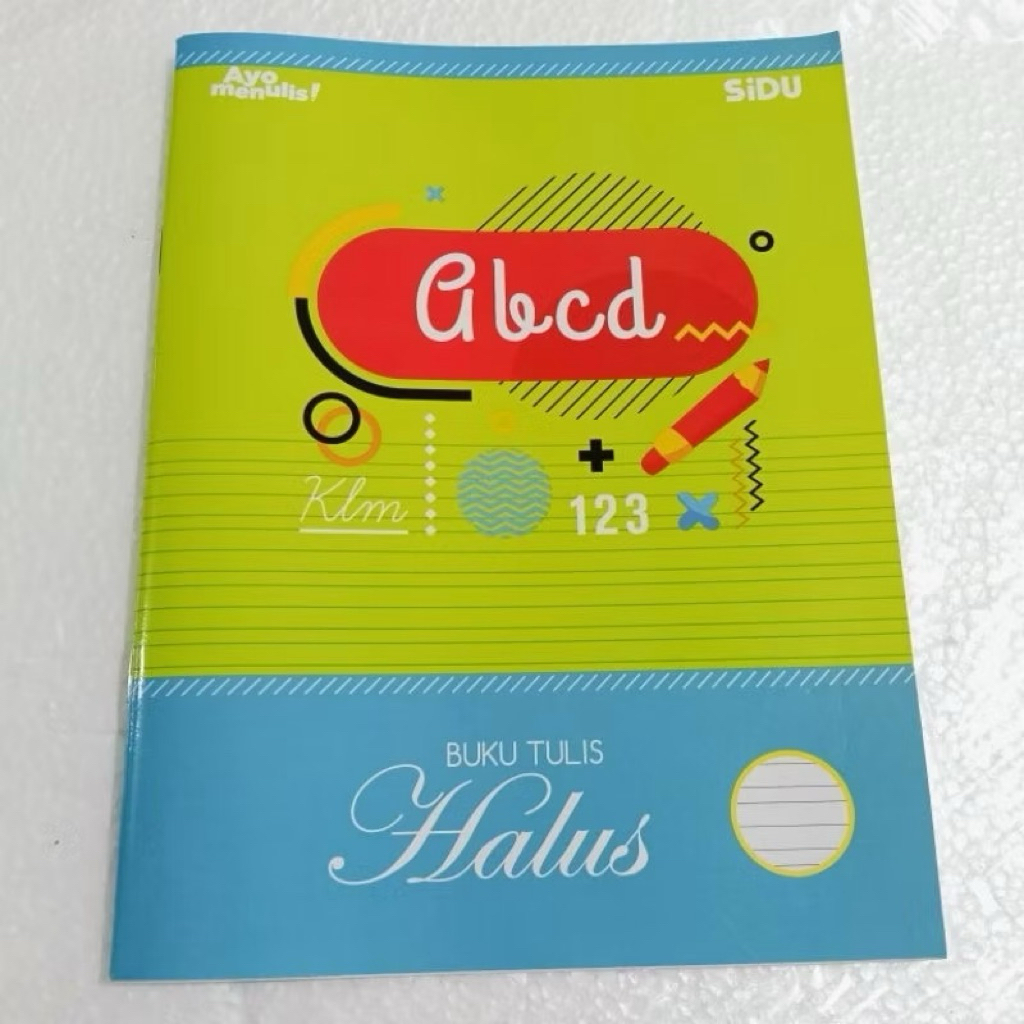 Ayo
menulis!
SiDU
Abcd
Klm
123
BUKU TULIS
Halus